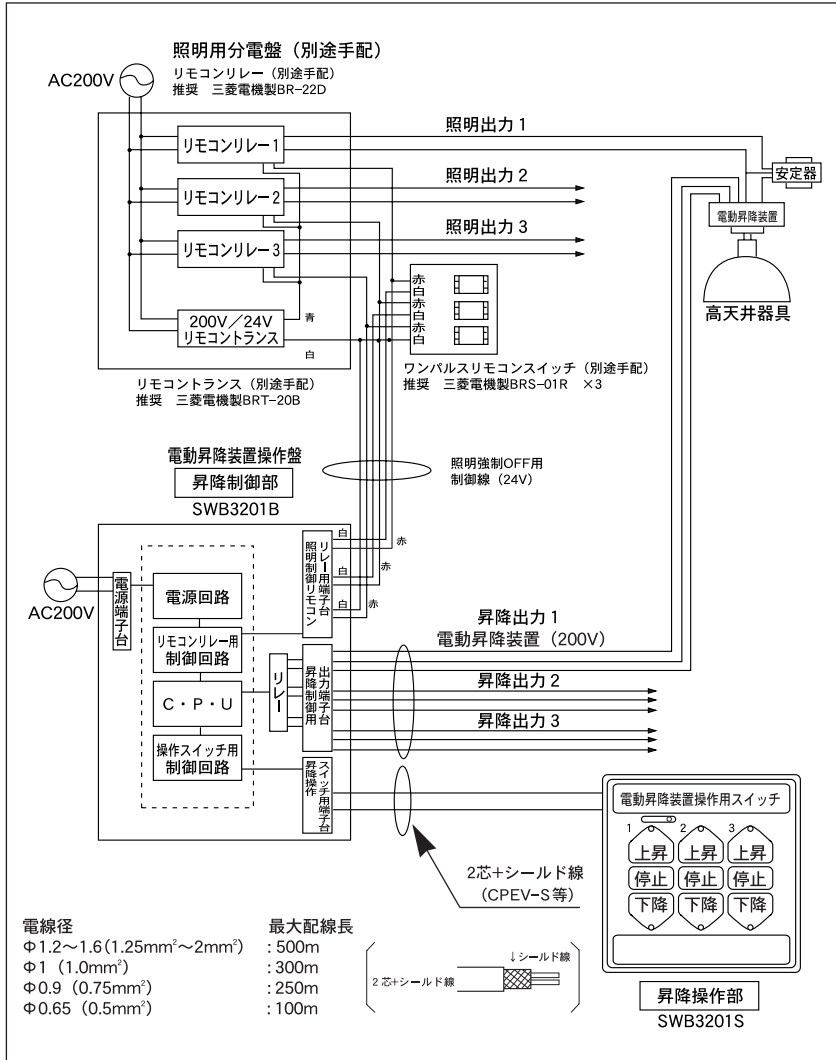 照明用分電盤（別途手配）
リモコンリレー（別途手配）
推奨　三菱電機製BR−22D
AC200V
リモコンリレー1
リモコンリレー2
リモコンリレー3
200V／24V
リモコントランス
青
白
照明出力1
照明出力2
照明出力3
安定器
電動昇降装置
高天井器具
赤
白
赤
白
赤
白
ワンパルスリモコンスイッチ（別途手配）
推奨　三菱電機製BRS−01R　×3
リモコントランス（別途手配）
推奨　三菱電機製BRT−20B
照明強制OFF用
制御線（24V）
電動昇降装置操作盤
昇降制御部
SWB3201B
AC200V
電源端子台
電源回路
リモコンリレー用
制御回路
C・P・U
操作スイッチ用
制御回路
リレー
照明制御リモコン
リレー用端子台
白
赤
白
赤
白
赤
昇降制御用
出力端子台
昇降操作
スイッチ用端子台
昇降出力1
電動昇降装置（200V）
昇降出力2
昇降出力3
2芯+シールド線
(CPEV−S等)
電動昇降装置操作用スイッチ
1 2 3
上昇 上昇 上昇
停止 停止 停止
下降 下降 下降
昇降操作部
SWB3201S
電線径　最大配線長
Φ1.2〜1.6(1.25mm²〜2mm²)　: 500m
Φ1（1.0mm²）　: 300m
Φ0.9（0.75mm²）　: 250m
Φ0.65（0.5mm²）　: 100m
↓シールド線
2芯+シールド線